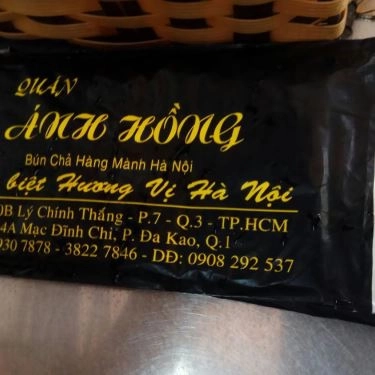 QUÁN
ÁNH HỒNG
Bún Chả Hàng Mành Hà Nội
biệt Hương Vị Hà Nội
0B Lý Chính Thắng - P.7 - Q.3 - TP.HCM
4A Mạc Đĩnh Chi, P. Đa Kao, Q.1
930 7878 - 3822 7846 - DĐ: 0908 292 537